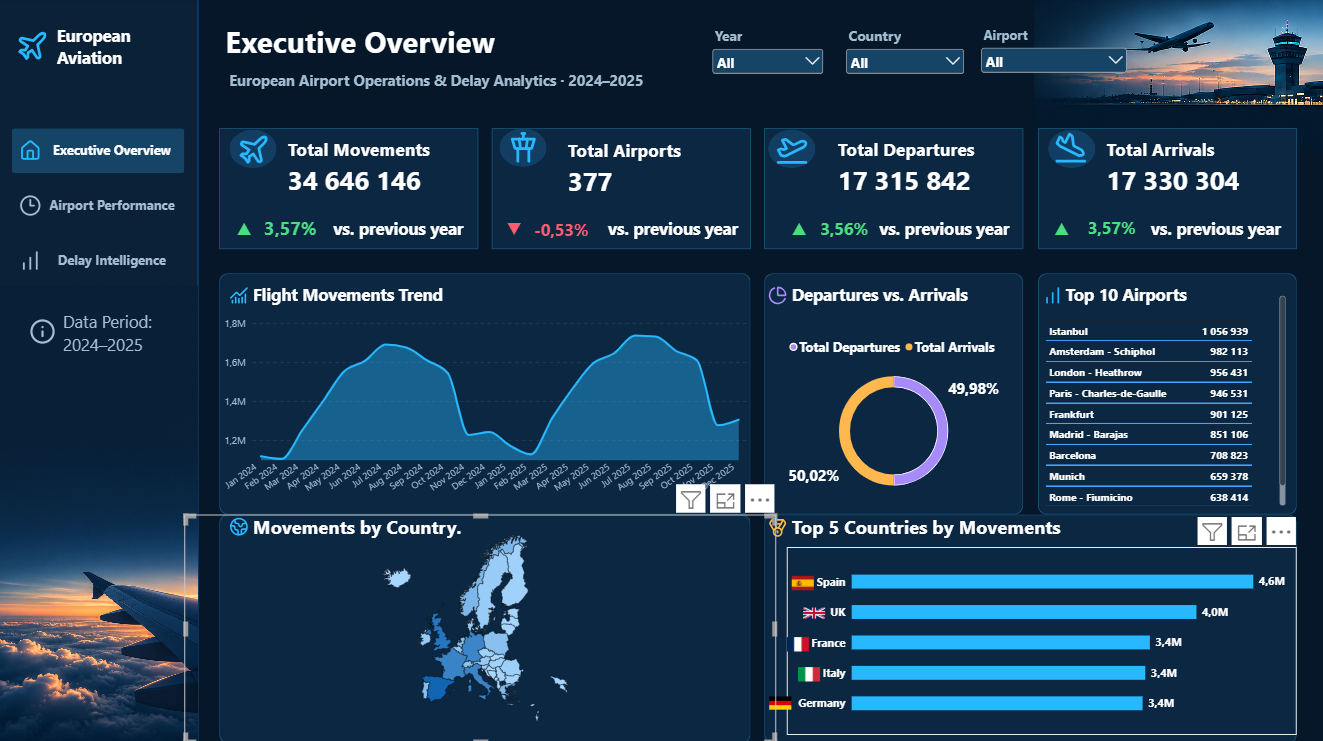 European
Aviation
Executive Overview
Airport Performance
Delay Intelligence
Data Period:
2024–2025
Executive Overview
European Airport Operations & Delay Analytics · 2024–2025
Year
All
Country
All
Airport
All
Total Movements
34 646 146
3,57% vs. previous year
Total Airports
377
-0,53% vs. previous year
Total Departures
17 315 842
3,56% vs. previous year
Total Arrivals
17 330 304
3,57% vs. previous year
Flight Movements Trend
1,8M
1,6M
1,4M
1,2M
Jan 2024
Feb 2024
Mar 2024
Apr 2024
May 2024
Jun 2024
Jul 2024
Aug 2024
Sep 2024
Oct 2024
Nov 2024
Dec 2024
Jan 2025
Feb 2025
Mar 2025
Apr 2025
May 2025
Jun 2025
Jul 2025
Aug 2025
Sep 2025
Oct 2025
Nov 2025
Dec 2025
Departures vs. Arrivals
Total Departures Total Arrivals
49,98%
50,02%
Top 10 Airports
Istanbul 1 056 939
Amsterdam - Schiphol 982 113
London - Heathrow 956 431
Paris - Charles-de-Gaulle 946 531
Frankfurt 901 125
Madrid - Barajas 851 106
Barcelona 708 823
Munich 659 378
Rome - Fiumicino 638 414
Movements by Country.
Top 5 Countries by Movements
Spain 4,6M
UK 4,0M
France 3,4M
Italy 3,4M
Germany 3,4M